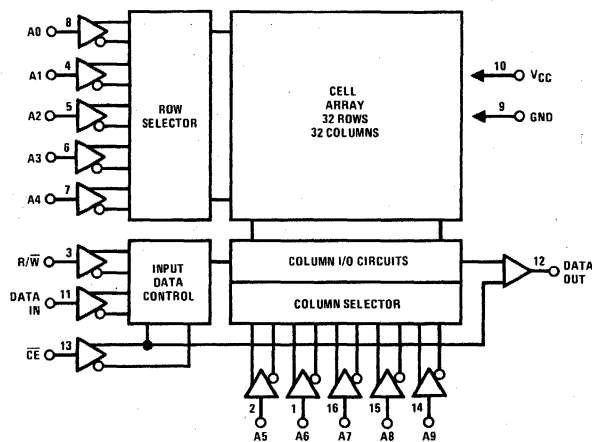 A0 8
A1 4
A2 5
A3 6
A4 7
ROW
SELECTOR
CELL
ARRAY
32 ROWS
32 COLUMNS
10 VCC
9 GND
R/W̅ 3
DATA
IN 11
C̅E̅ 13
INPUT
DATA
CONTROL
COLUMN I/O CIRCUITS
COLUMN SELECTOR
12 DATA
OUT
2 1 16 15 14
A5 A6 A7 A8 A9